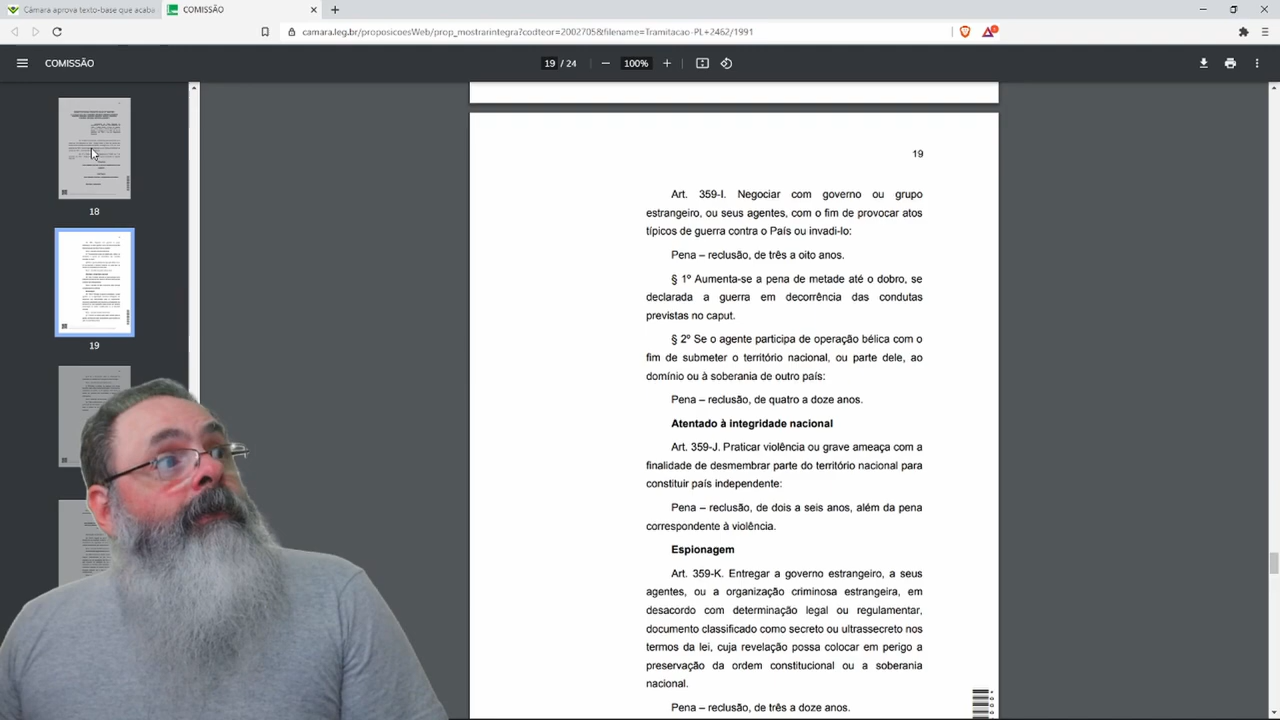 Câmara aprova texto-base que acaba
COMISSÃO
camara.leg.br/proposicoesWeb/prop_mostrarintegra?codteor=2002705&filename=Tramitacao-PL+2462/1991
COMISSÃO
19 / 24
100%
18
19
19
Art. 359-I. Negociar com governo ou grupo
estrangeiro, ou seus agentes, com o fim de provocar atos
típicos de guerra contra o País ou invadi-lo:
Pena – reclusão, de três a oito anos.
§ 1º Aumenta-se a pena de metade até o dobro, se
declarada a guerra em decorrência das condutas
previstas no caput.
§ 2º Se o agente participa de operação bélica com o
fim de submeter o território nacional, ou parte dele, ao
domínio ou à soberania de outro país:
Pena – reclusão, de quatro a doze anos.
Atentado à integridade nacional
Art. 359-J. Praticar violência ou grave ameaça com a
finalidade de desmembrar parte do território nacional para
constituir país independente:
Pena – reclusão, de dois a seis anos, além da pena
correspondente à violência.
Espionagem
Art. 359-K. Entregar a governo estrangeiro, a seus
agentes, ou a organização criminosa estrangeira, em
desacordo com determinação legal ou regulamentar,
documento classificado como secreto ou ultrassecreto nos
termos da lei, cuja revelação possa colocar em perigo a
preservação da ordem constitucional ou a soberania
nacional.
Pena – reclusão, de três a doze anos.